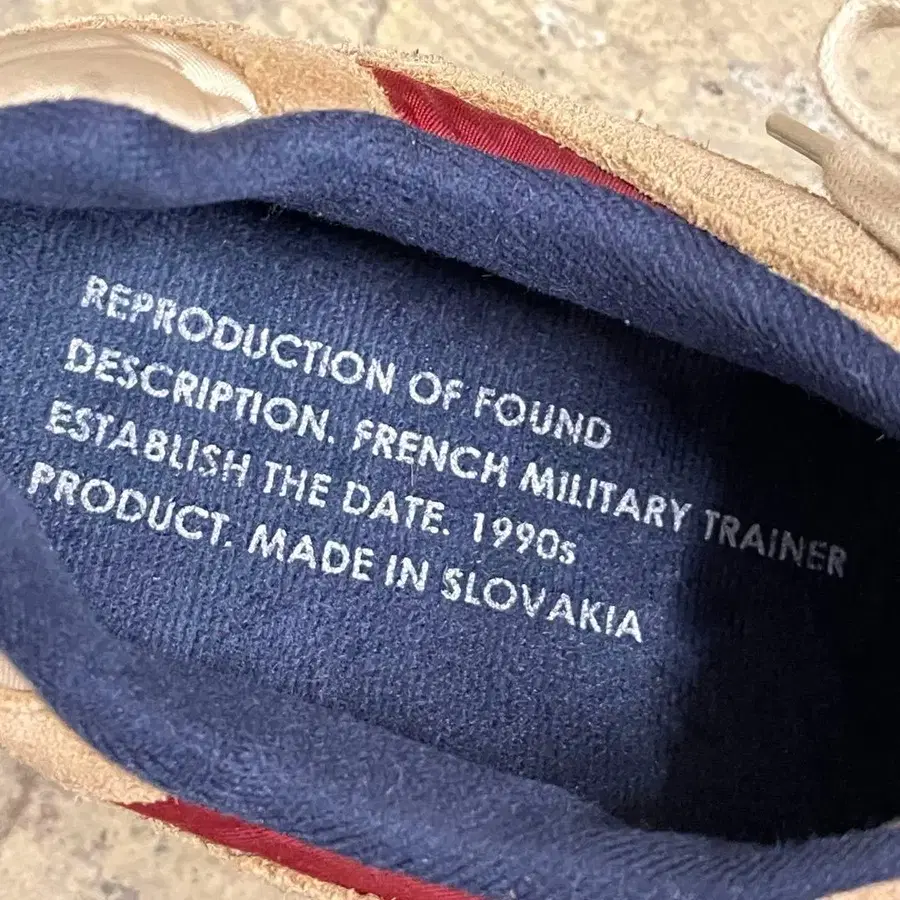 REPRODUCTION OF FOUND
DESCRIPTION. FRENCH MILITARY TRAINER
ESTABLISH THE DATE. 1990s
PRODUCT. MADE IN SLOVAKIA